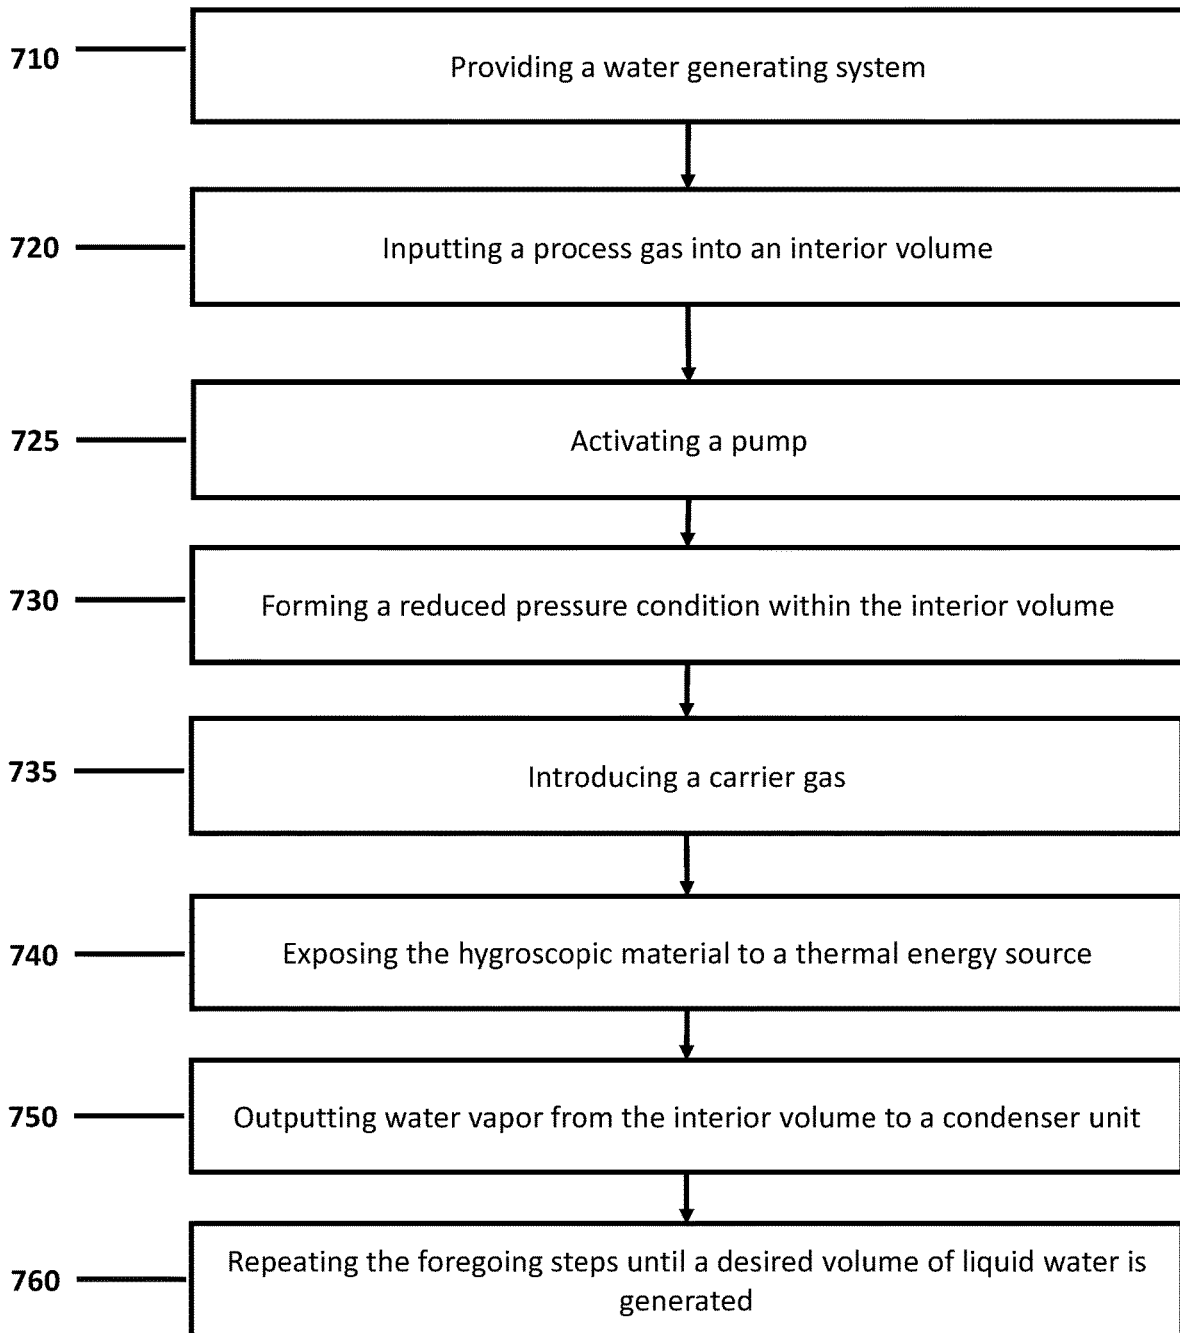 710
Providing a water generating system
720
Inputting a process gas into an interior volume
725
Activating a pump
730
Forming a reduced pressure condition within the interior volume
735
Introducing a carrier gas
740
Exposing the hygroscopic material to a thermal energy source
750
Outputting water vapor from the interior volume to a condenser unit
760
Repeating the foregoing steps until a desired volume of liquid water is
generated